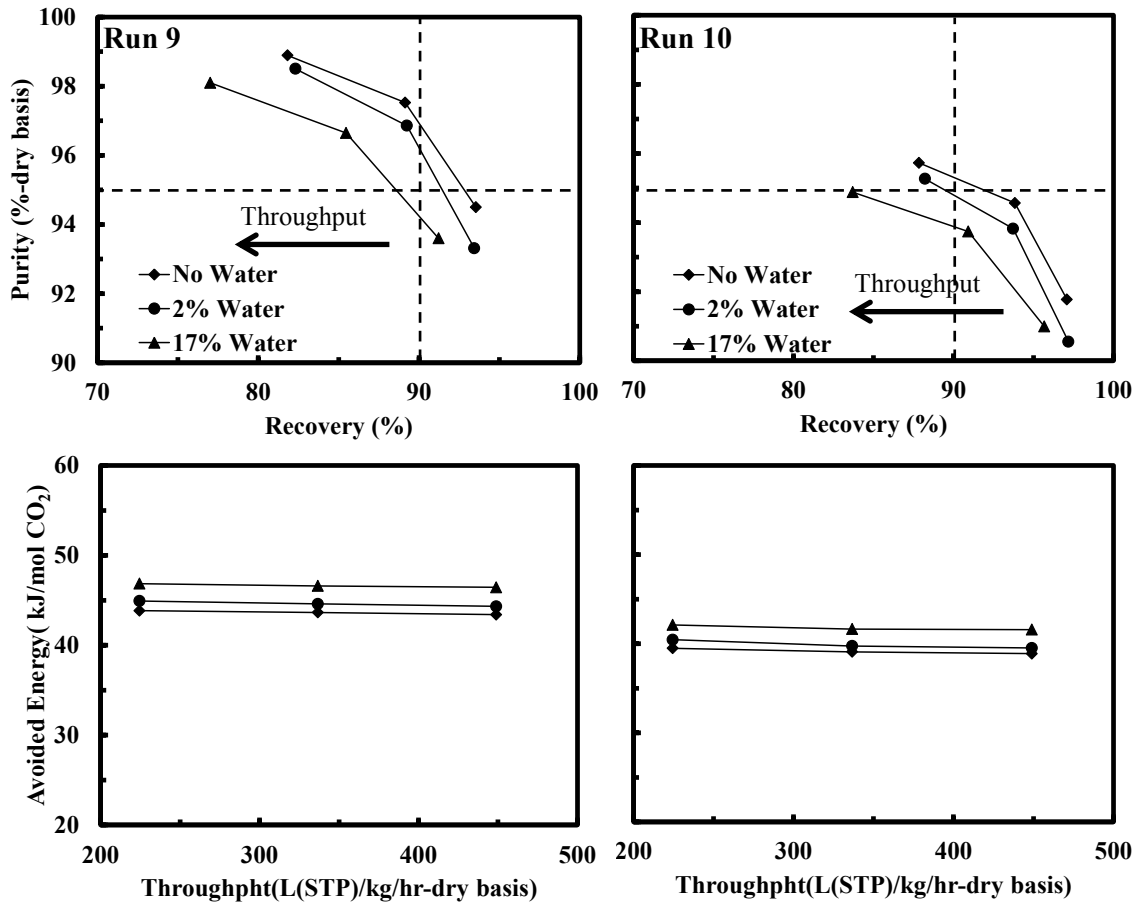 Run 9
Purity (%-dry basis)
100
98
96
94
92
90
Throughput
No Water
2% Water
17% Water
70
80
90
100
Recovery (%)
Run 10
Throughput
No Water
2% Water
17% Water
70
80
90
100
Recovery (%)
Avoided Energy( kJ/mol CO₂)
60
50
40
30
20
200
300
400
500
Throughpht(L(STP)/kg/hr-dry basis)
200
300
400
500
Throughpht(L(STP)/kg/hr-dry basis)